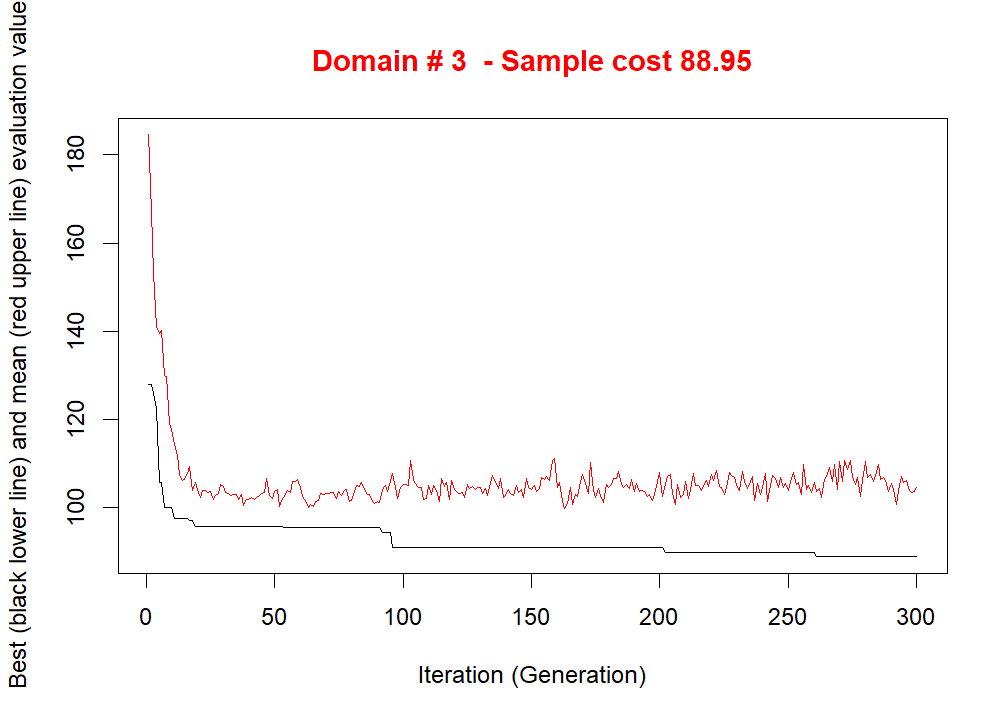 Domain # 3  - Sample cost 88.95
Best (black lower line) and mean (red upper line) evaluation value
180
160
140
120
100
0 50 100 150 200 250 300
Iteration (Generation)